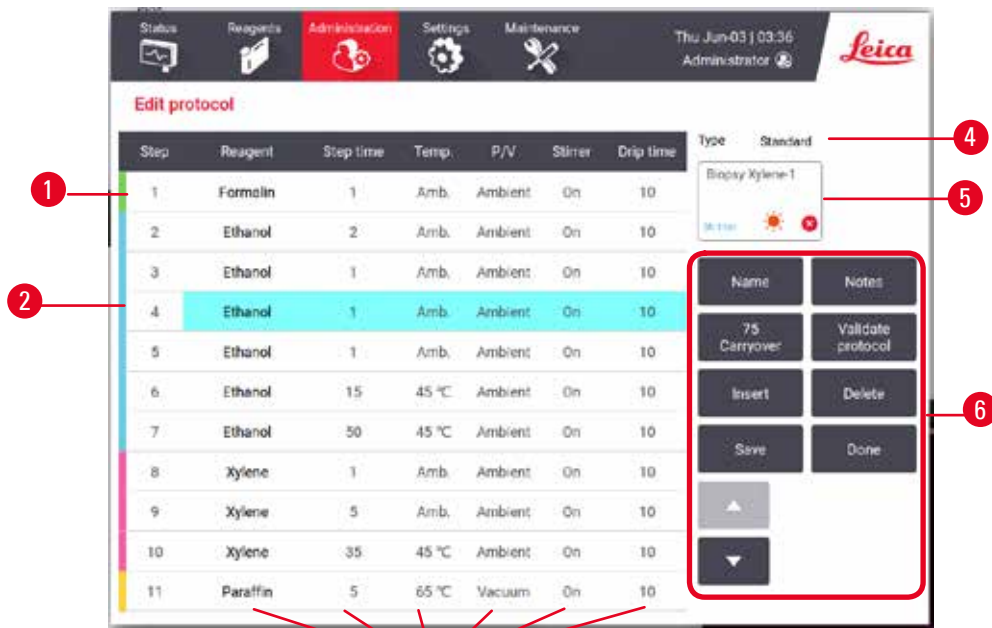 Status Reagents Administration Settings Maintenance
Thu Jun-03 | 03:36
Administrator
Leica
Edit protocol
Step Reagent Step time Temp. P/V Stirrer Drip time
1 Formalin 1 Amb. Ambient On 10
2 Ethanol 2 Amb. Ambient On 10
3 Ethanol 1 Amb. Ambient On 10
4 Ethanol 1 Amb. Ambient On 10
5 Ethanol 1 Amb. Ambient On 10
6 Ethanol 15 45 °C Ambient On 10
7 Ethanol 50 45 °C Ambient On 10
8 Xylene 1 Amb. Ambient On 10
9 Xylene 5 Amb. Ambient On 10
10 Xylene 35 45 °C Ambient On 10
11 Paraffin 5 65 °C Vacuum On 10
Type Standard
Biopsy Xylene-1
Name Notes
75 Validate
Carryover protocol
Insert Delete
Save Done
1
2
4
5
6